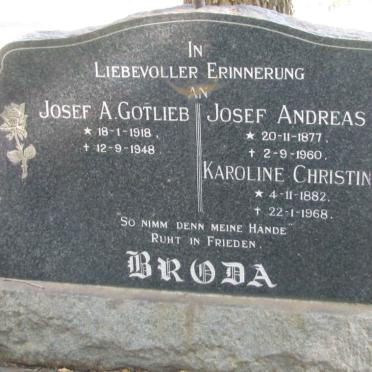 IN
LIEBEVOLLER ERINNERUNG
AN
JOSEF A. GOTLIEB
★ 18-1-1918.
✝ 12-9-1948.
JOSEF ANDREAS
★ 20-11-1877.
✝ 2-9-1960.
KAROLINE CHRISTIN
★ 4-11-1882.
✝ 22-1-1968.
"SO NIMM DENN MEINE HÄNDE"
RUHT IN FRIEDEN.
BRODA